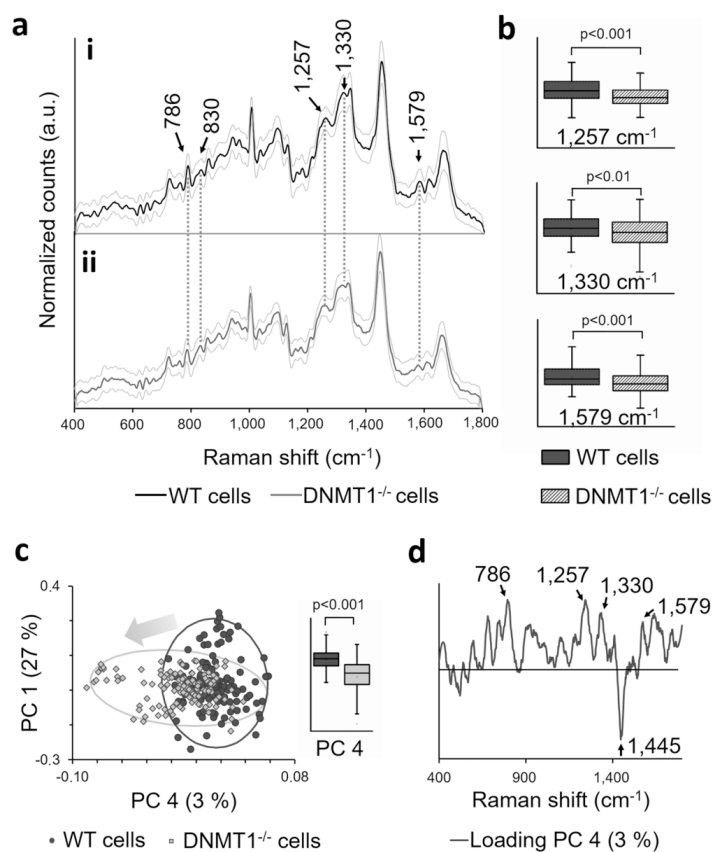 a
i
ii
Normalized counts (a.u.)
786
830
1,257
1,330
1,579
400 600 800 1,000 1,200 1,400 1,600 1,800
Raman shift (cm⁻¹)
WT cells DNMT1⁻/⁻ cells
b
p<0.001
1,257 cm⁻¹
p<0.01
1,330 cm⁻¹
p<0.001
1,579 cm⁻¹
WT cells
DNMT1⁻/⁻ cells
c
0.4
-0.3
PC 1 (27 %)
-0.10 0.08
PC 4 (3 %)
p<0.001
PC 4
WT cells DNMT1⁻/⁻ cells
d
786
1,257
1,330
1,579
1,445
400 900 1,400
Raman shift (cm⁻¹)
Loading PC 4 (3 %)